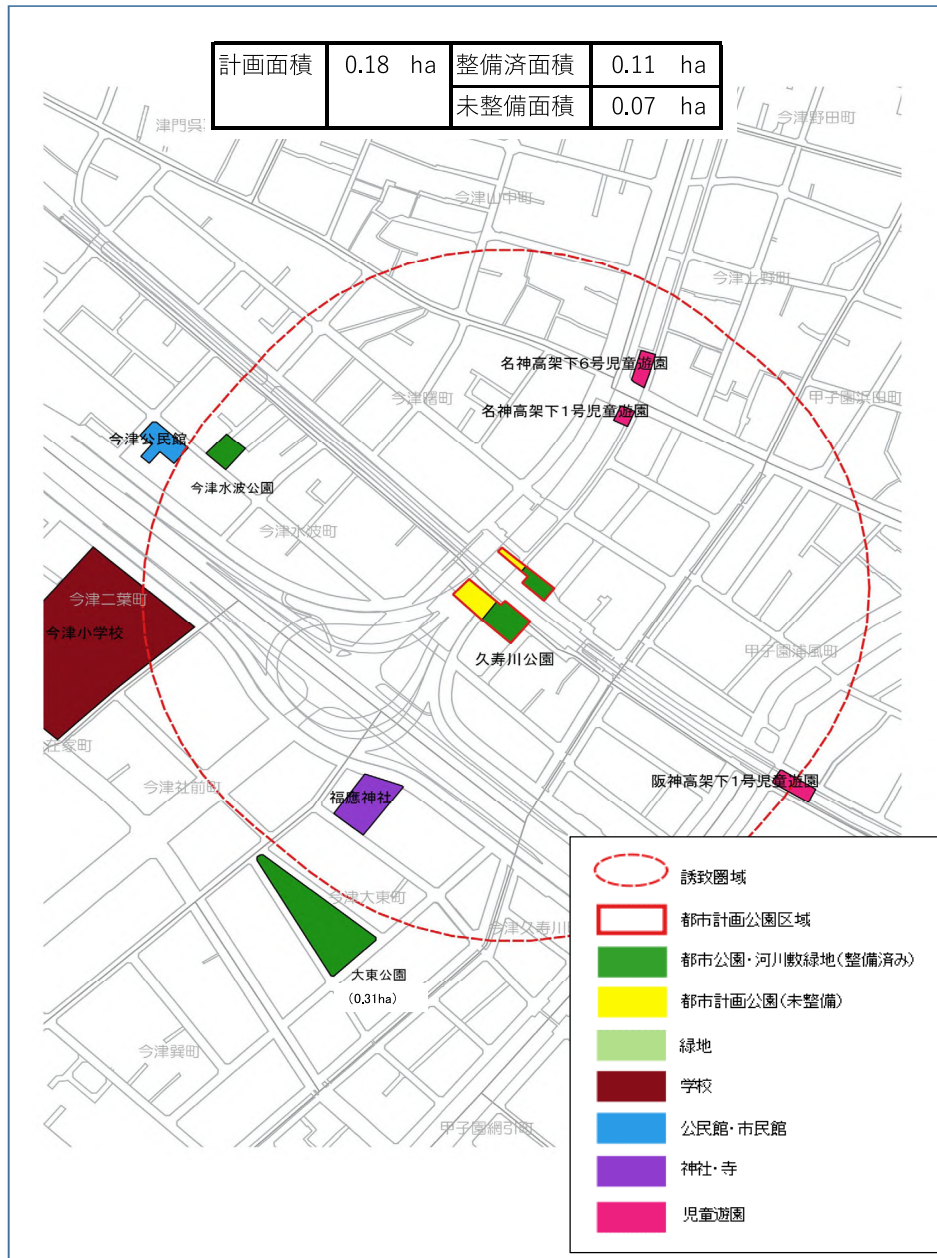 計画面積 0.18 ha 整備済面積 0.11 ha
未整備面積 0.07 ha
津門呉
今津野田町
今津山中町
今津上野町
名神高架下6号児童遊園
名神高架下1号児童遊園
今津曙町
甲子園浜田町
今津公民館
今津水波公園
今津水波町
今津二葉町
今津小学校
久寿川公園
甲子園浦風町
在家町
今津社前町
福應神社
阪神高架下1号児童遊園
今津大東町
今津久寿川
大東公園
(0.31ha)
今津巽町
甲子園網引町
誘致圏域
都市計画公園区域
都市公園・河川敷緑地(整備済み)
都市計画公園(未整備)
緑地
学校
公民館・市民館
神社・寺
児童遊園